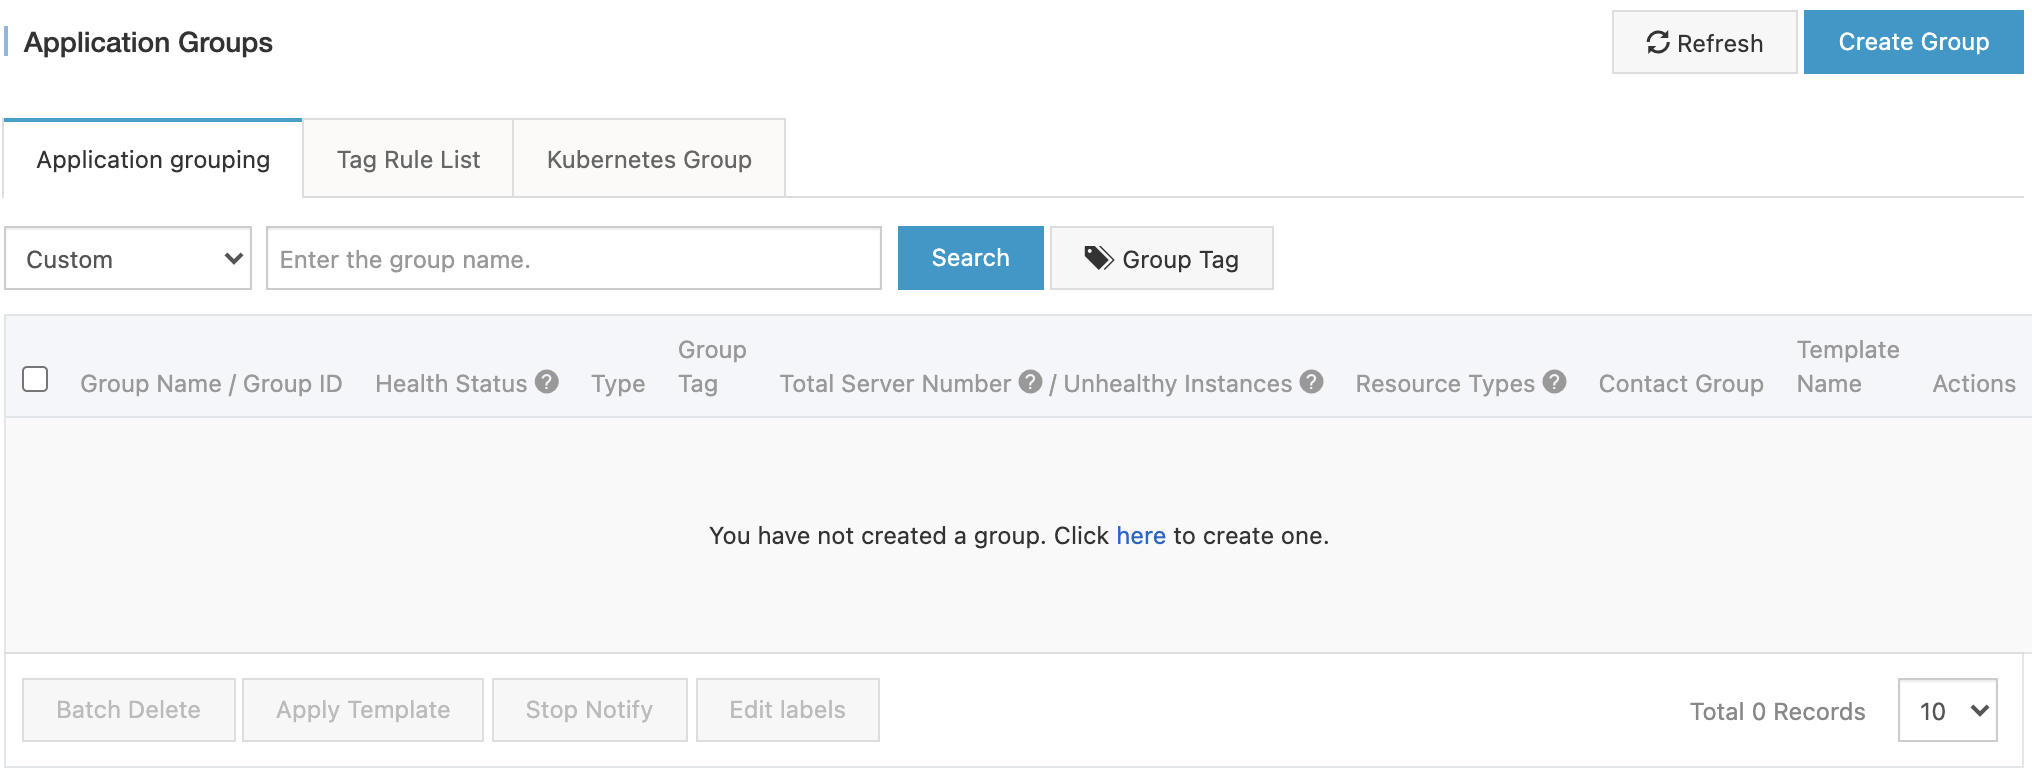 Application Groups
Refresh
Create Group
Application grouping
Tag Rule List
Kubernetes Group
Custom
Enter the group name.
Search
Group Tag
Group Name / Group ID
Health Status ?
Type
Group
Tag
Total Server Number ? / Unhealthy Instances ?
Resource Types ?
Contact Group
Template
Name
Actions
You have not created a group. Click here to create one.
Batch Delete
Apply Template
Stop Notify
Edit labels
Total 0 Records
10